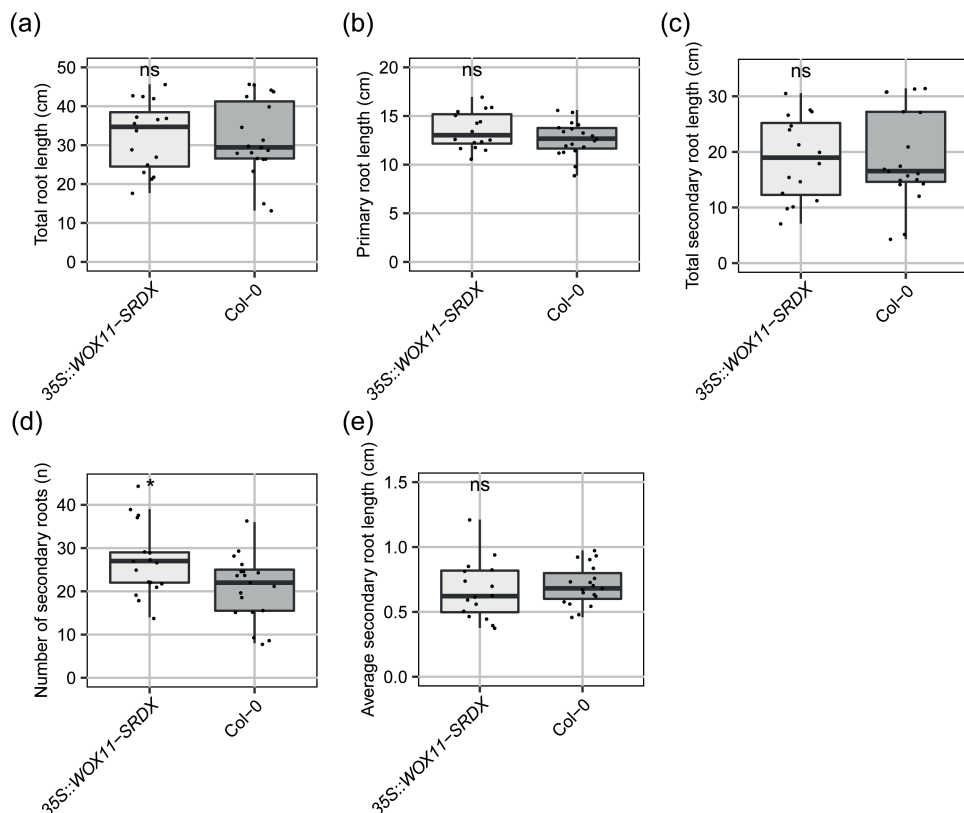 (a)
ns
Total root length (cm)
50
40
30
20
10
0
35S::WOX11−SRDX
Col−0
(b)
ns
Primary root length (cm)
20
15
10
5
0
35S::WOX11−SRDX
Col−0
(c)
ns
Total secondary root length (cm)
30
20
10
0
35S::WOX11−SRDX
Col−0
(d)
*
Number of secondary roots (n)
40
30
20
10
0
35S::WOX11−SRDX
Col−0
(e)
ns
Average secondary root length (cm)
1.5
1.0
0.5
0.0
35S::WOX11−SRDX
Col−0